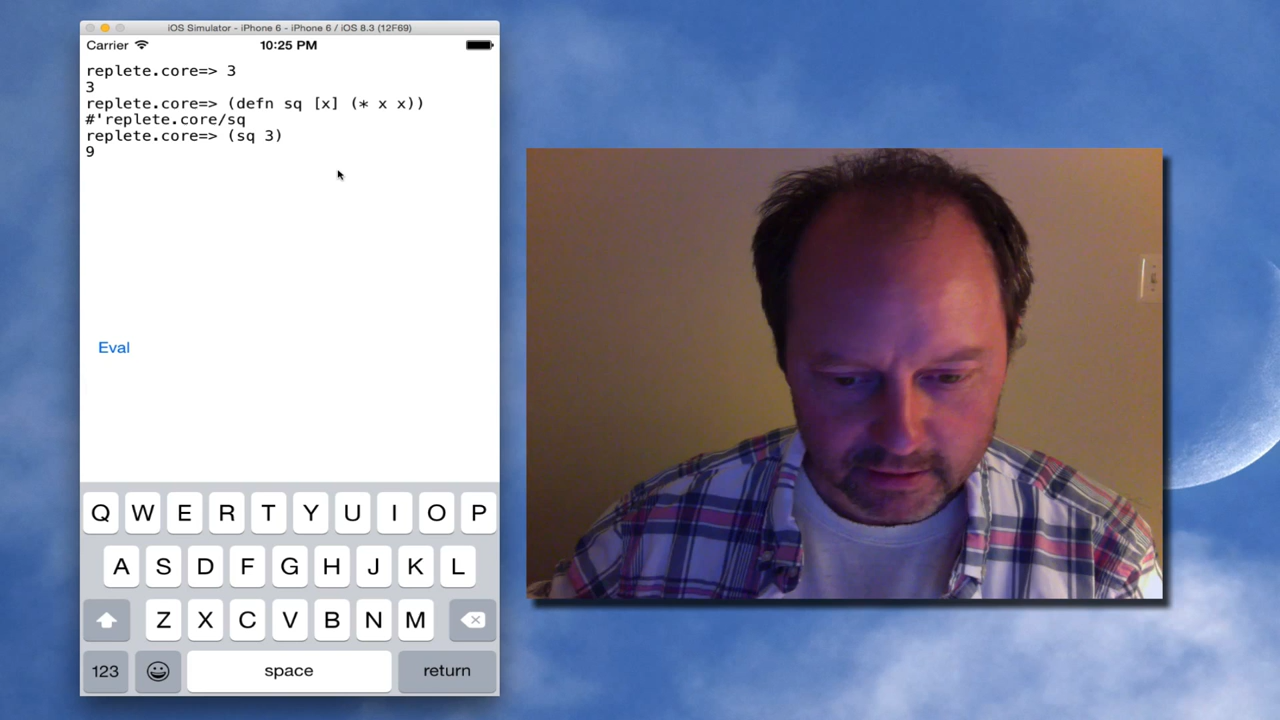 iOS Simulator - iPhone 6 - iPhone 6 / iOS 8.3 (12F69)
Carrier 10:25 PM
replete.core=> 3
3
replete.core=> (defn sq [x] (* x x))
#'replete.core/sq
replete.core=> (sq 3)
9
Eval
Q W E R T Y U I O P
A S D F G H J K L
Z X C V B N M
123 space return